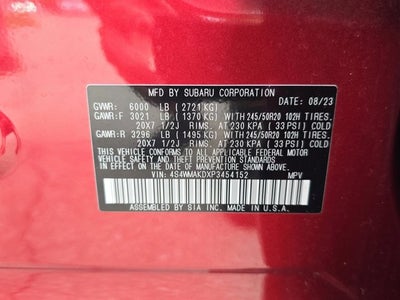 MFD BY SUBARU CORPORATION DATE: 08/23
GVWR: 6000 LB (2721 KG)
GAWR:F 3021 LB (1370 KG) WITH 245/50R20 102H TIRES.
20X7 1/2J RIMS. AT 230 KPA (33 PSI) COLD
GAWR:R 3296 LB (1495 KG) WITH 245/50R20 102H TIRES.
20X7 1/2J RIMS. AT 230 KPA (33 PSI) COLD
THIS VEHICLE CONFORMS TO ALL APPLICABLE FEDERAL MOTOR
VEHICLE SAFETY STANDARDS IN EFFECT ON THE DATE OF
MANUFACTURE SHOWN ABOVE.
VIN: 4S4WMAKDXP3454152 MPV
ASSEMBLED BY SIA INC. IN U.S.A.